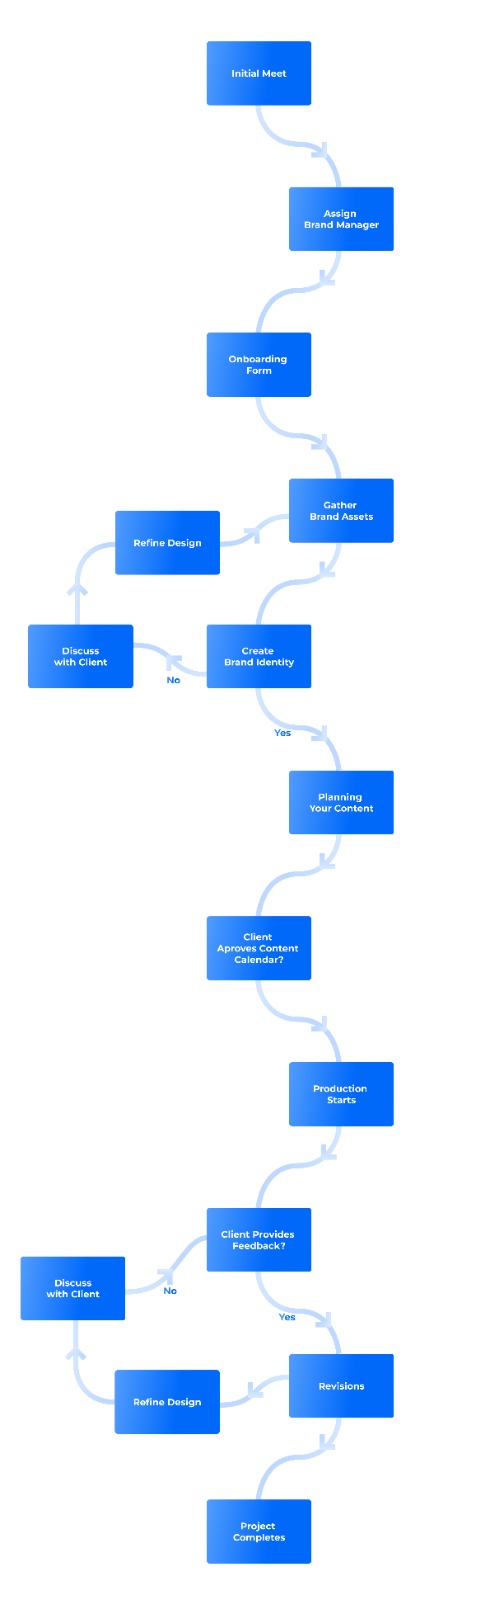 Initial Meet
Assign
Brand Manager
Onboarding
Form
Gather
Brand Assets
Refine Design
Discuss
with Client
Create
Brand Identity
No
Yes
Planning
Your Content
Client
Aproves Content
Calendar?
Production
Starts
Client Provides
Feedback?
Discuss
with Client
No
Yes
Revisions
Refine Design
Project
Completes